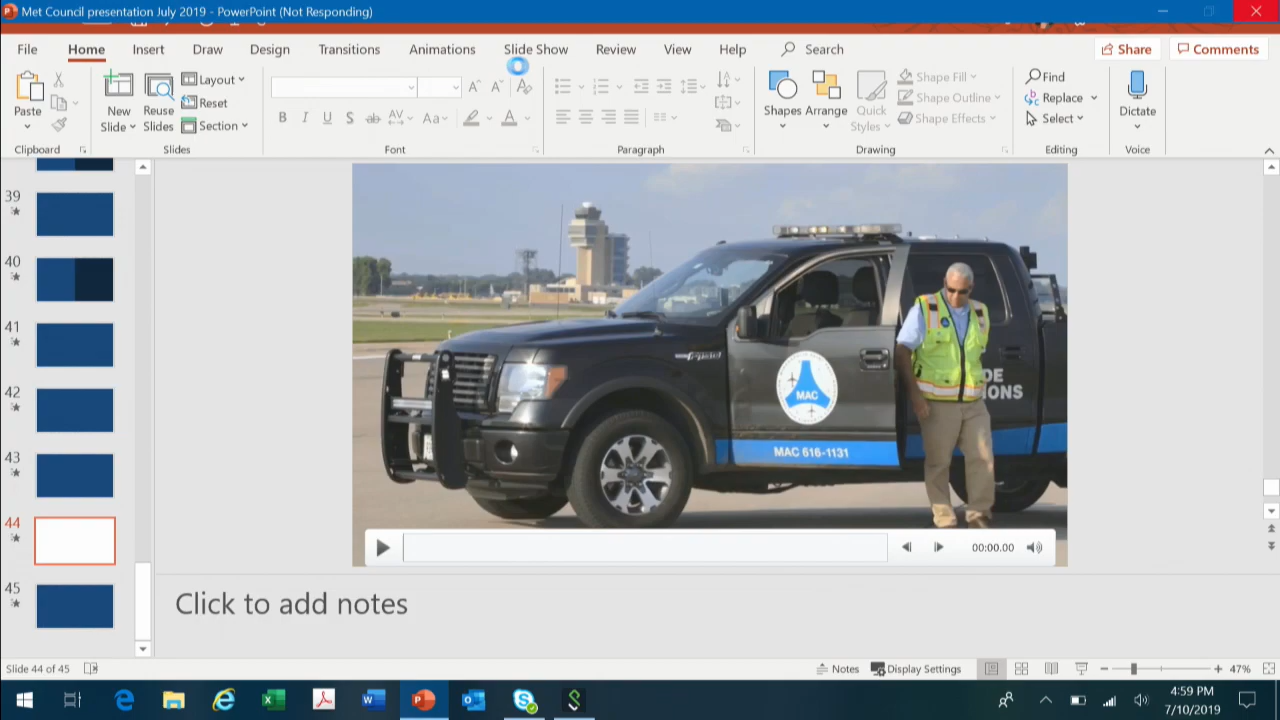 Met Council presentation July 2019 - PowerPoint (Not Responding)
File Home Insert Draw Design Transitions Animations Slide Show Review View Help Search Share Comments
Paste
Clipboard
New Slide
Reuse Slides
Layout
Reset
Section
Slides
B I U S ab AV Aa A
Font
Paragraph
Shapes
Arrange
Quick Styles
Shape Fill
Shape Outline
Shape Effects
Drawing
Find
Replace
Select
Editing
Dictate
Voice
39
40
41
42
43
44
45
MAC
MAC 616-1131
00:00.00
Click to add notes
Slide 44 of 45
Notes
Display Settings
47%
4:59 PM
7/10/2019